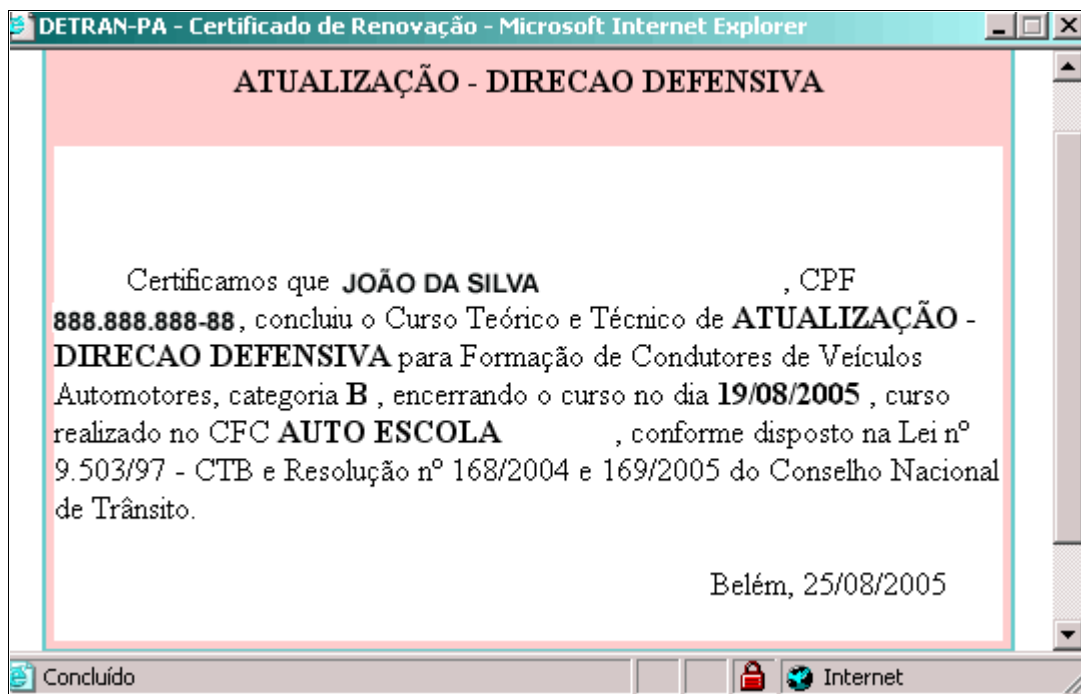 DETRAN-PA - Certificado de Renovação - Microsoft Internet Explorer
ATUALIZAÇÃO - DIRECAO DEFENSIVA
Certificamos que JOÃO DA SILVA , CPF
888.888.888-88, concluiu o Curso Teórico e Técnico de ATUALIZAÇÃO -
DIRECAO DEFENSIVA para Formação de Condutores de Veículos
Automotores, categoria B , encerrando o curso no dia 19/08/2005 , curso
realizado no CFC AUTO ESCOLA , conforme disposto na Lei nº
9.503/97 - CTB e Resolução nº 168/2004 e 169/2005 do Conselho Nacional
de Trânsito.
Belém, 25/08/2005
Concluído Internet